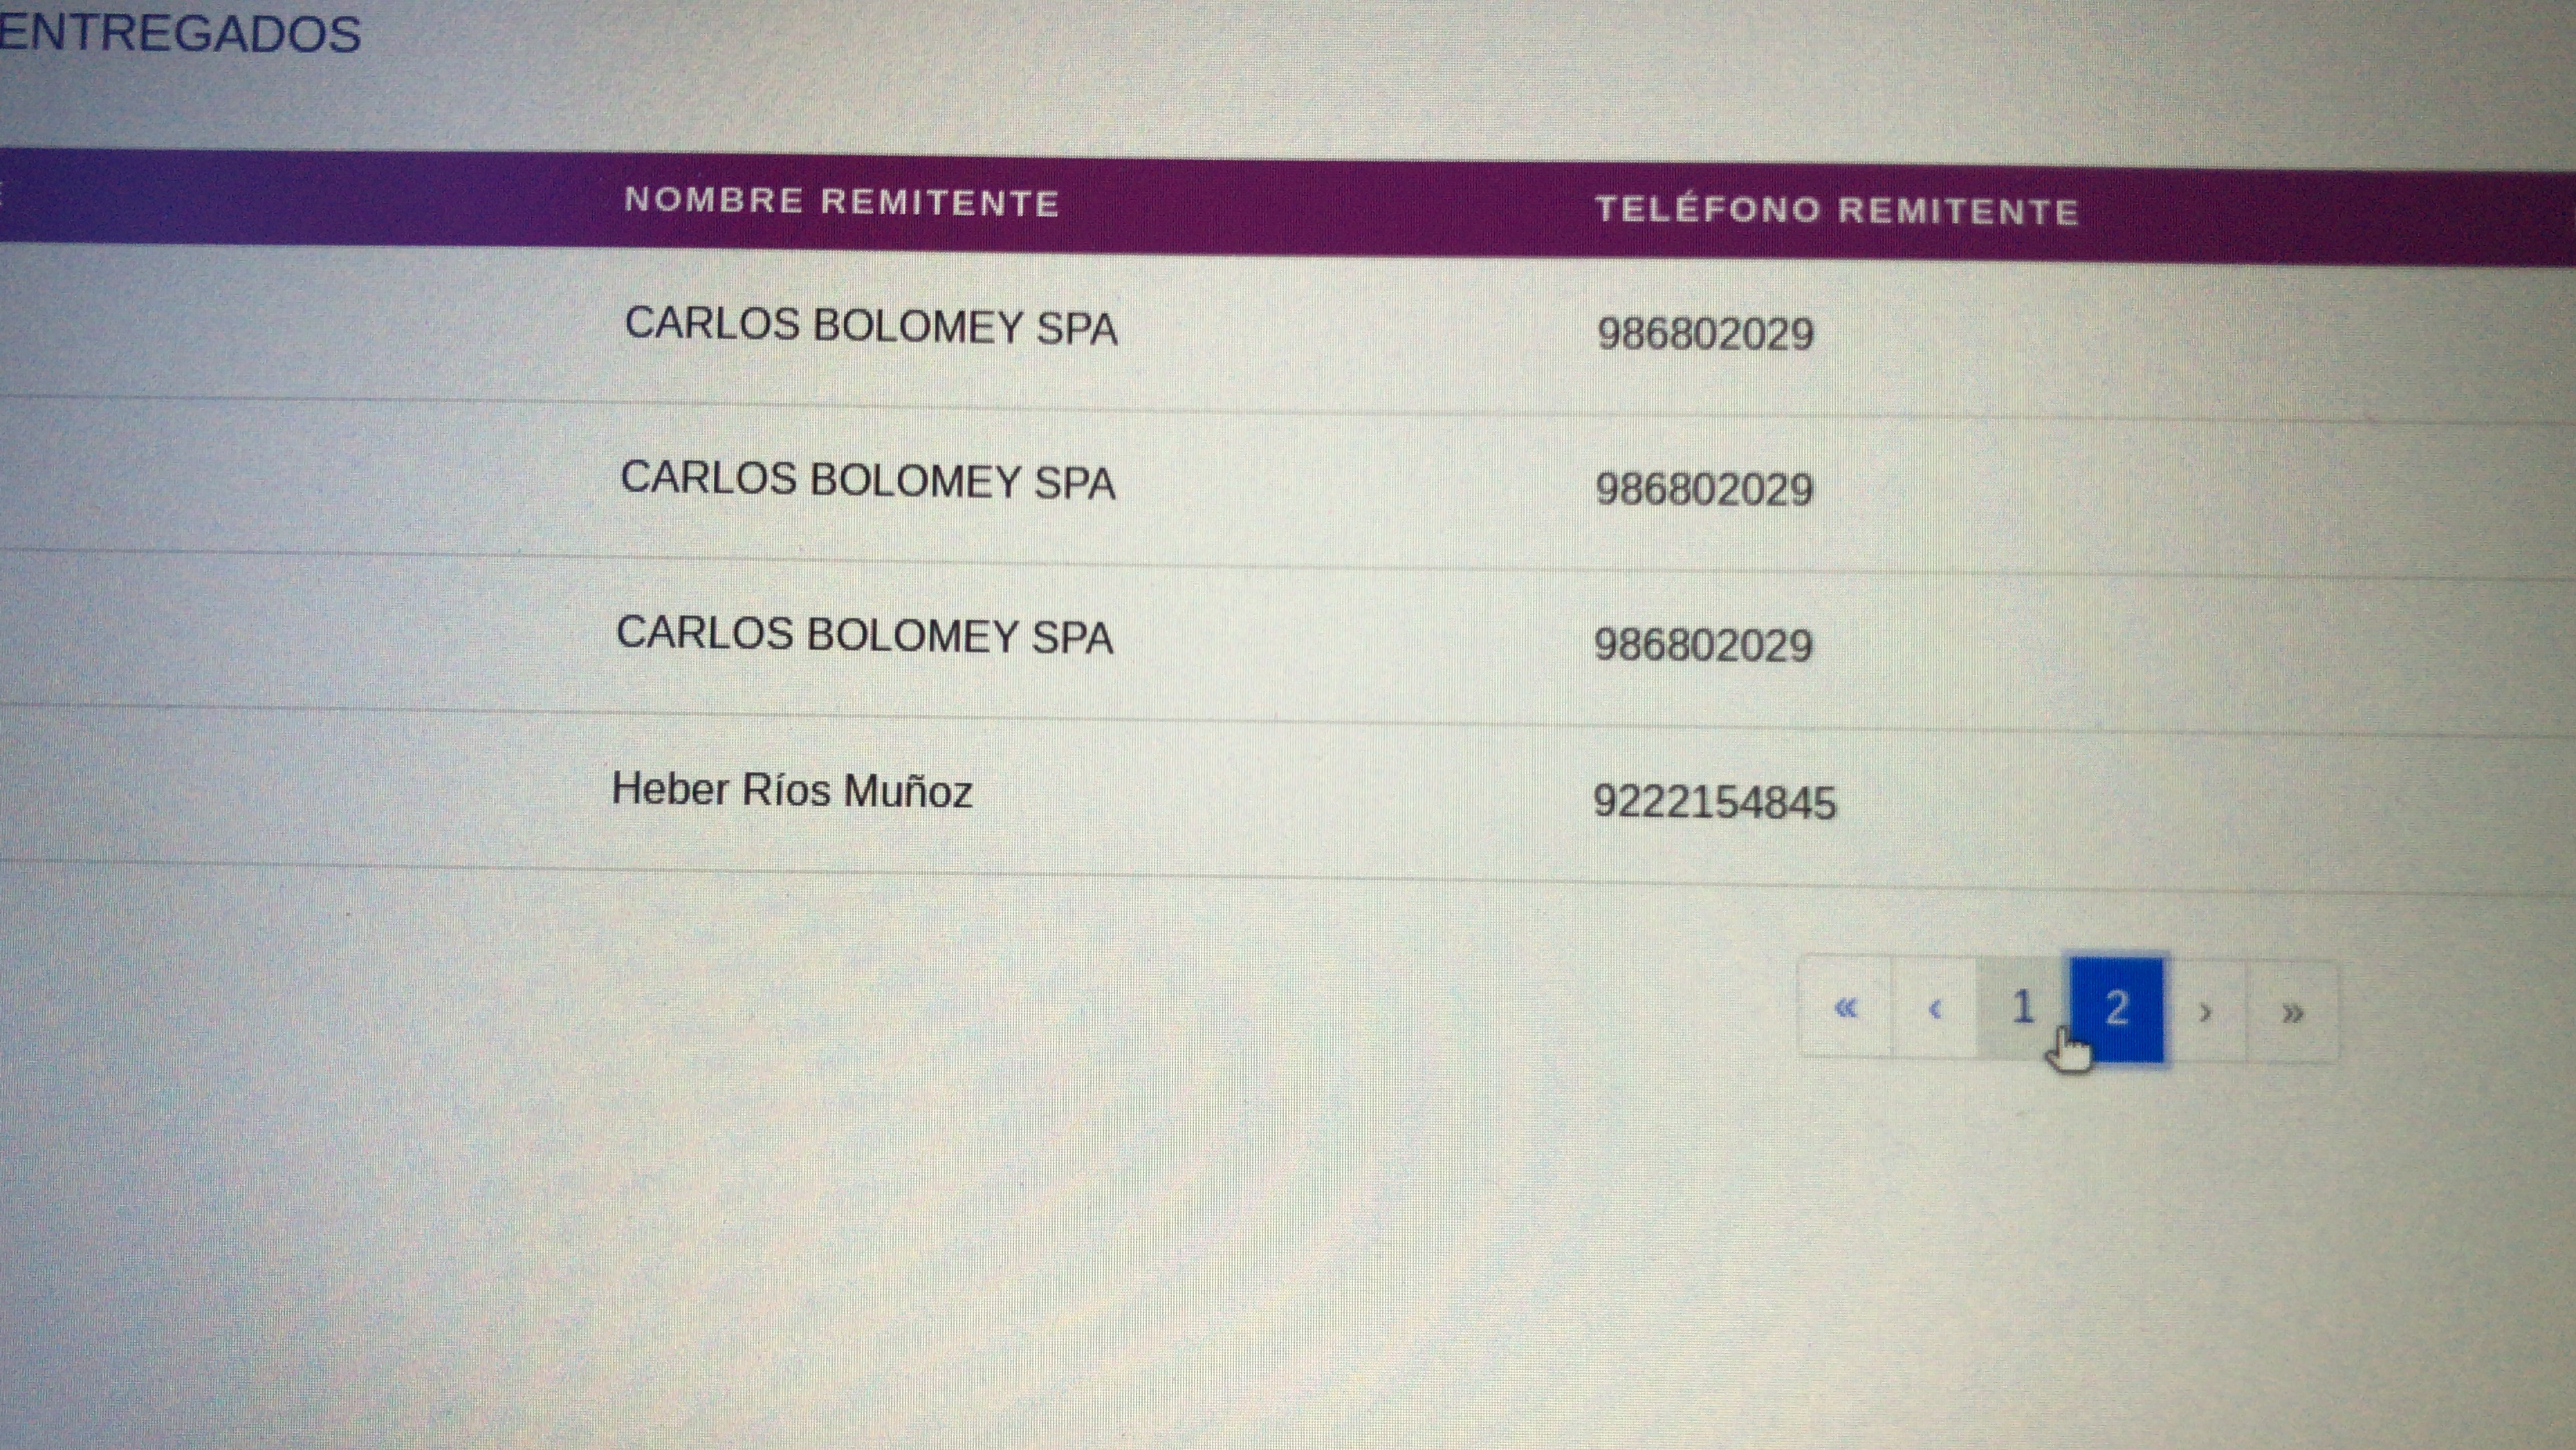 ENTREGADOS
NOMBRE REMITENTE TELÉFONO REMITENTE
CARLOS BOLOMEY SPA 986802029
CARLOS BOLOMEY SPA 986802029
CARLOS BOLOMEY SPA 986802029
Heber Ríos Muñoz 9222154845
« ‹ 1 2 › »